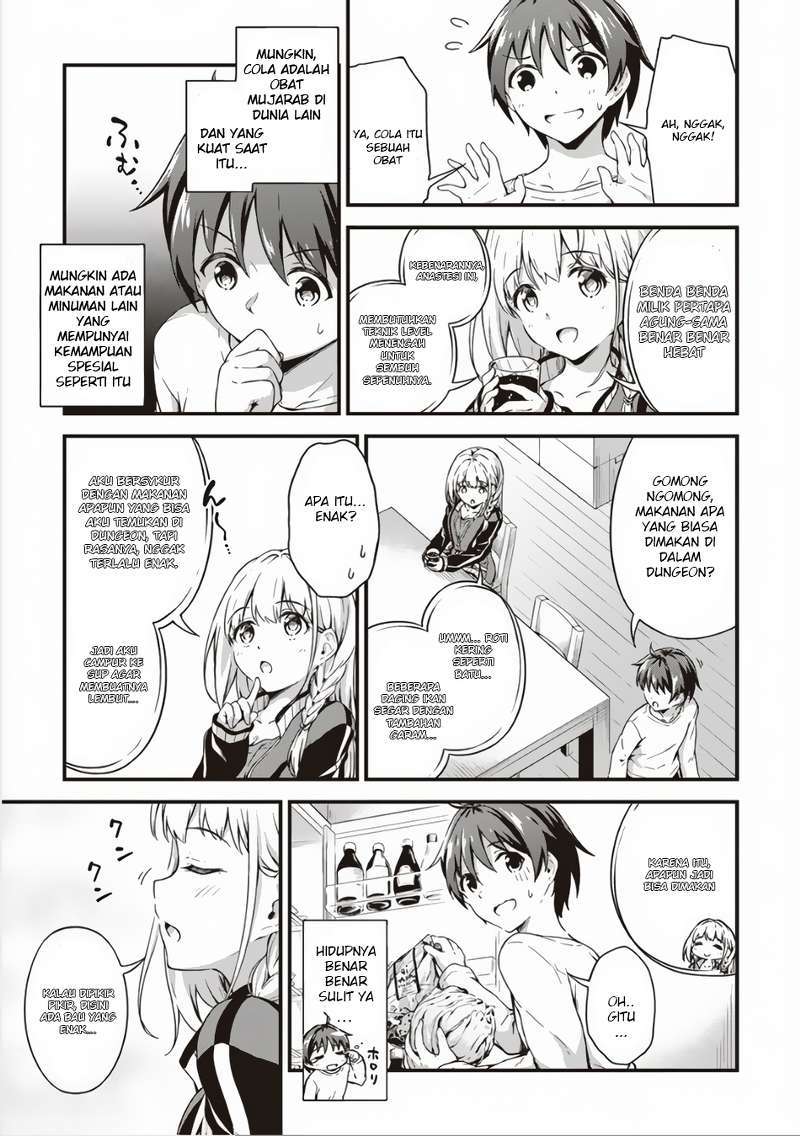 AH, NGGAK,
NGGAK!
YA, COLA ITU
SEBUAH
OBAT
MUNGKIN,
COLA ADALAH
OBAT
MUJARAB DI
DUNIA LAIN
DAN YANG
KUAT SAAT
ITU...
ふむ…
MUNGKIN ADA
MAKANAN ATAU
MINUMAN LAIN
YANG
MEMPUNYAI
KEMAMPUAN
SPESIAL
SEPERTI ITU
BENDA BENDA
MILIK PERTAPA
AGUNG-SAMA
BENAR BENAR
HEBAT
KEBENARANNYA,
ANASTESI INI,
MEMBUTUHKAN
TEKNIK LEVEL
MENENGAH
UNTUK
SEMBUH
SEPENUHNYA.
GOMONG
NGOMONG,
MAKANAN APA
YANG BIASA
DIMAKAN DI
DALAM
DUNGEON?
UMMM... ROTI
KERING
SEPERTI
BATU...
BEBERAPA
DAGING IKAN
SEGAR DENGAN
TAMBAHAN
GARAM...
APA ITU...
ENAK?
AKU BERSYKUR
DENGAN MAKANAN
APAPUN YANG BISA
AKU TEMUKAN DI
DUNGEON, TAPI
RASANYA, NGGAK
TERLALU ENAK.
ん〜
JADI AKU
CAMPUR KE
SUP AGAR
MEMBUATNYA
LEMBUT...
KARENA ITU,
APAPUN JADI
BISA DIMAKAN
OH..
GITU
...
HIDUPNYA
BENAR
BENAR
SULIT YA
...
ホロリ
クン
クン
KALAU DIPIKIR
PIKIR, DISINI
ADA BAU YANG
ENAK...